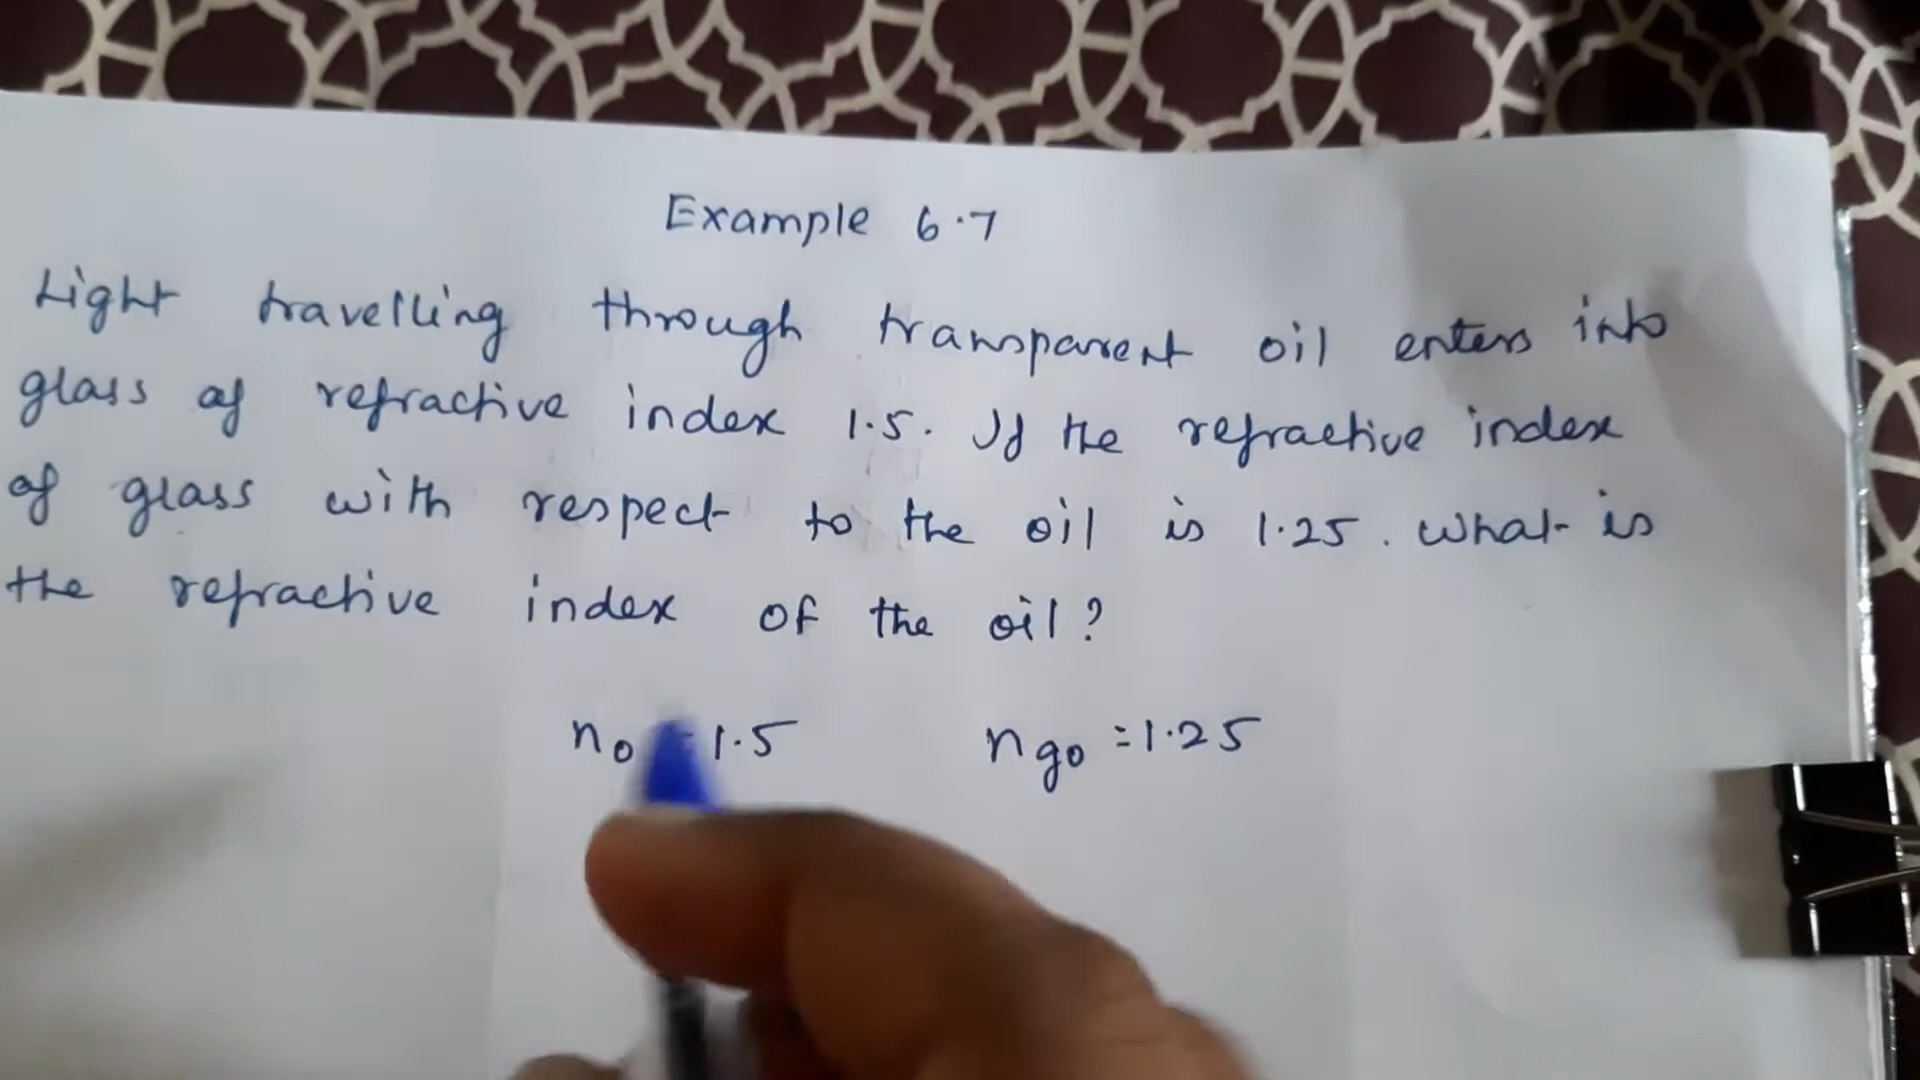 Example 6.7
Light travelling through transparent oil enters into
glass of refractive index 1.5. If the refractive index
of glass with respect to the oil is 1.25. What is
the refractive index of the oil?
no = 1.5 ngo = 1.25